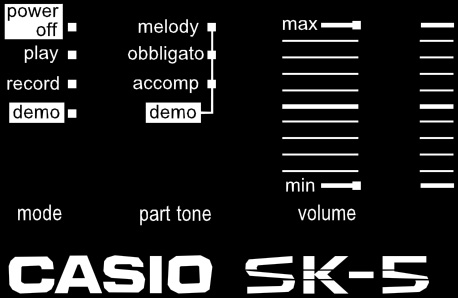 power
off
play
record
demo
melody
obbligato
accomp
demo
max
min
mode
part tone
volume
CASIO SK-5